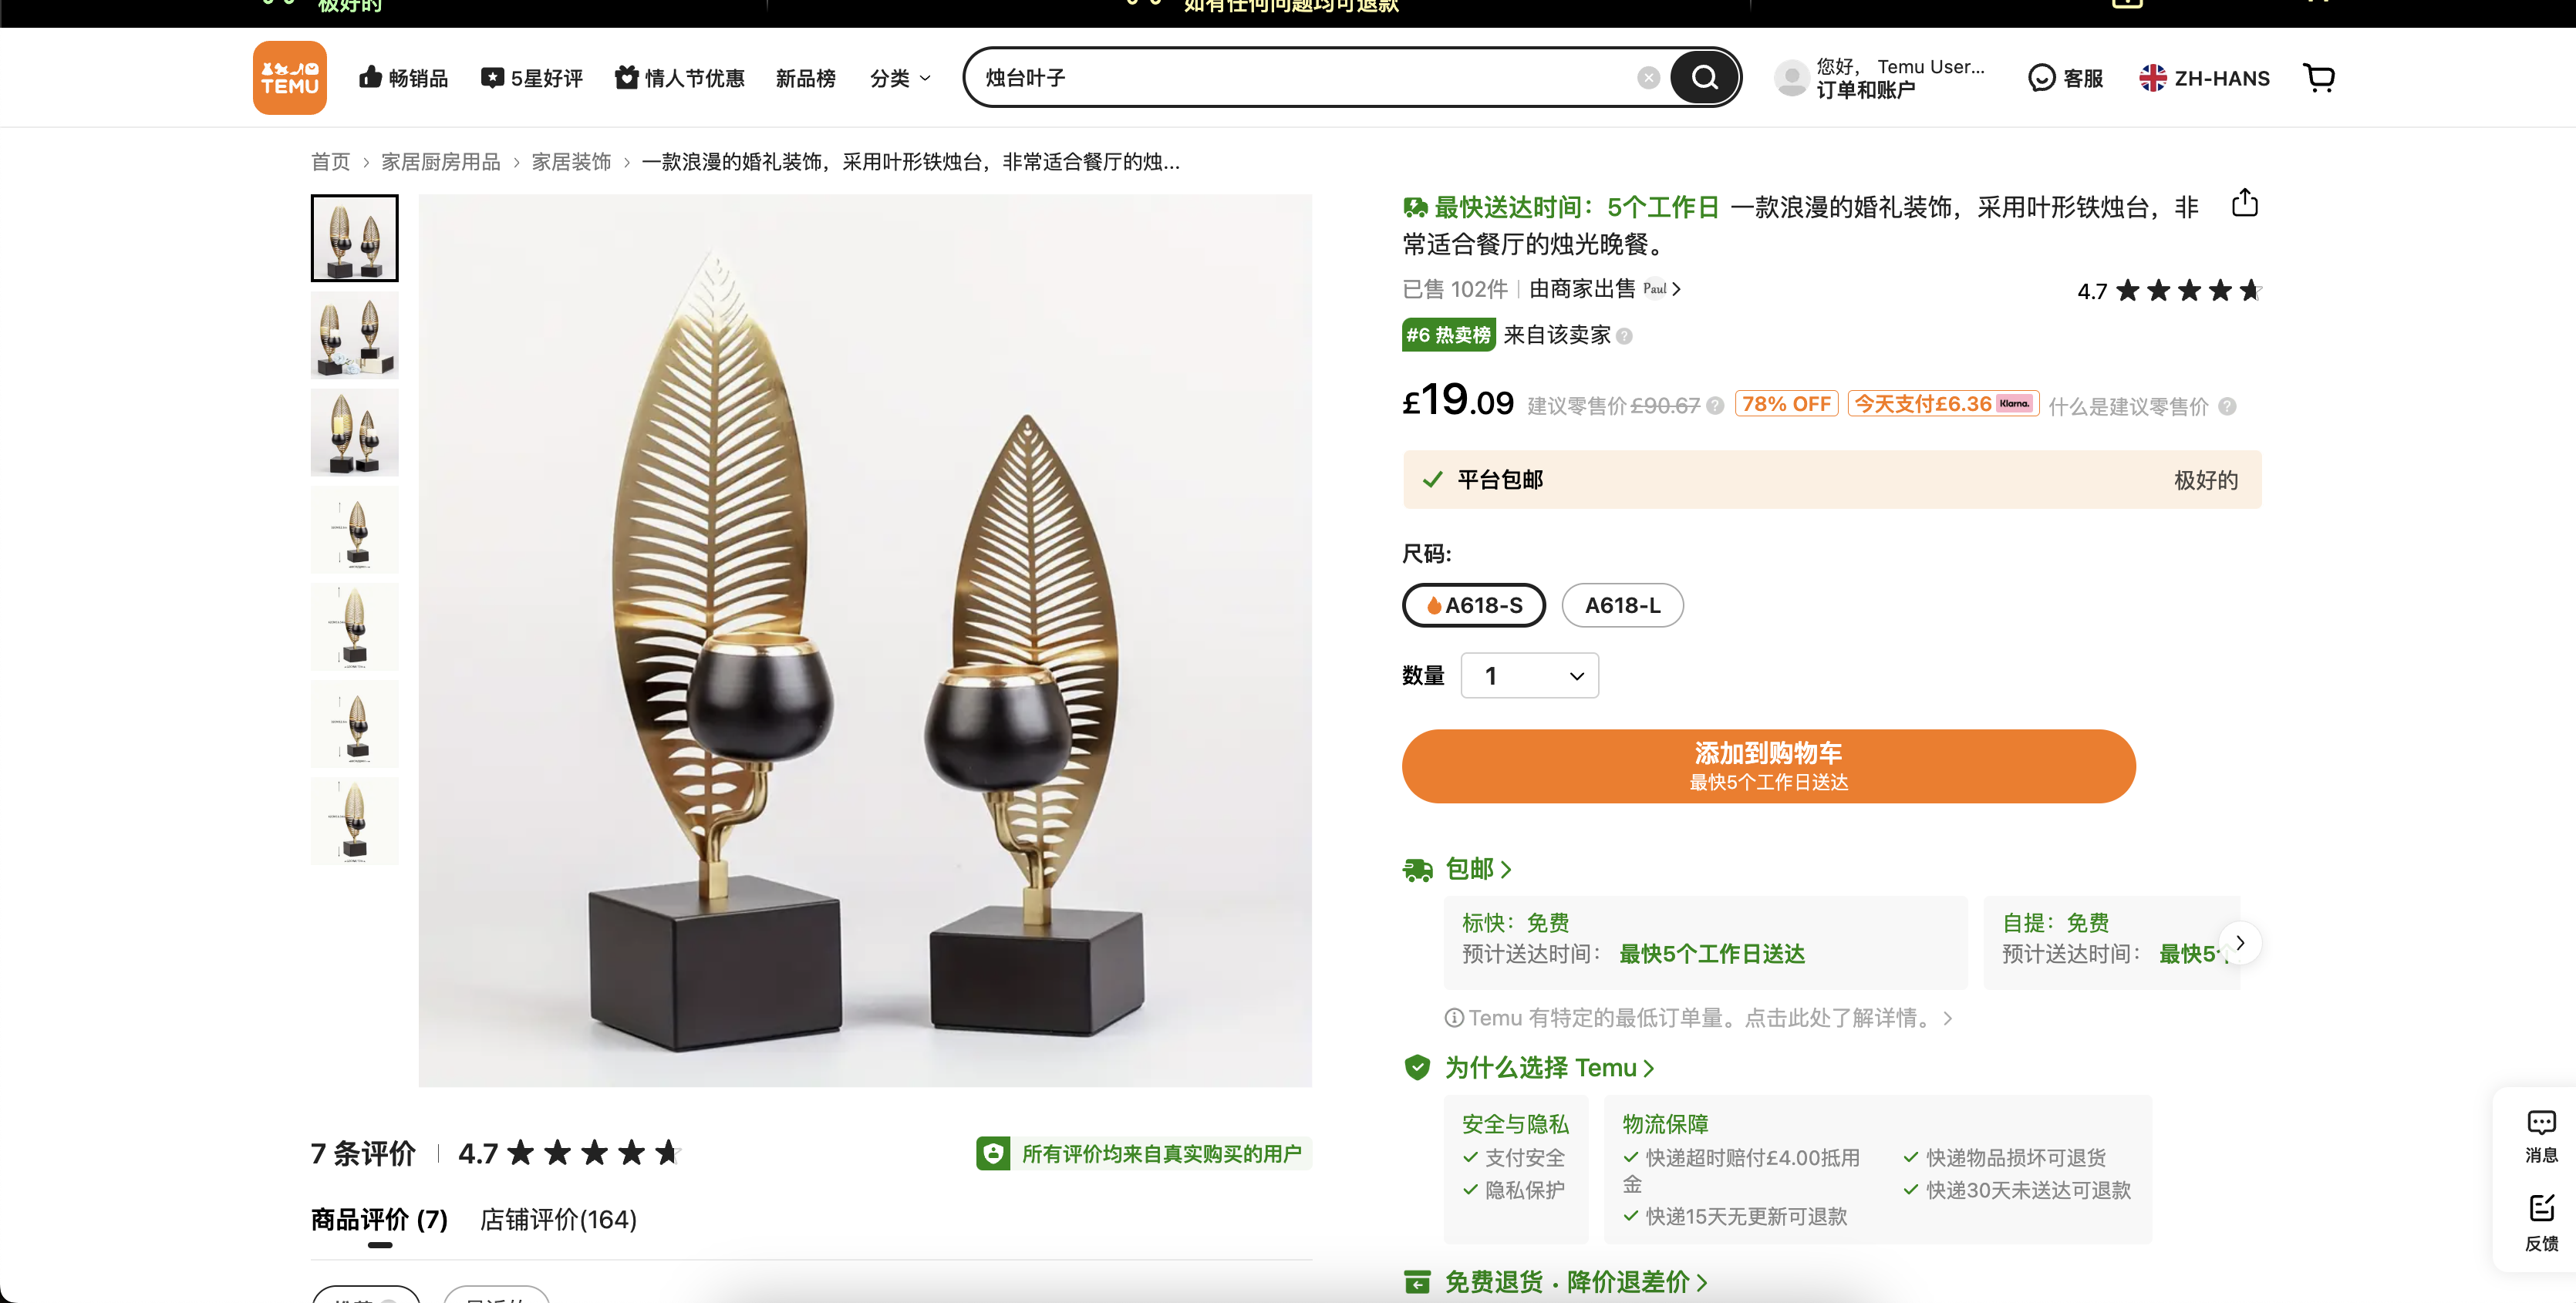 极好的
如有任何问题均可退款
TEMU
畅销品
5星好评
情人节优惠
新品榜
分类
烛台叶子
您好， Temu User...
订单和账户
客服
ZH-HANS
首页 › 家居厨房用品 › 家居装饰 › 一款浪漫的婚礼装饰，采用叶形铁烛台，非常适合餐厅的烛...
最快送达时间：5个工作日 一款浪漫的婚礼装饰，采用叶形铁烛台，非
常适合餐厅的烛光晚餐。
已售 102件 | 由商家出售 Paul
4.7
#6 热卖榜 来自该卖家
£19.09 建议零售价£90.67 78% OFF 今天支付£6.36 Klarna. 什么是建议零售价
平台包邮 极好的
尺码:
A618-S A618-L
数量 1
添加到购物车
最快5个工作日送达
包邮
标快：免费
预计送达时间： 最快5个工作日送达
自提：免费
预计送达时间： 最快5个
Temu 有特定的最低订单量。点击此处了解详情。
为什么选择 Temu
安全与隐私
支付安全
隐私保护
物流保障
快递超时赔付£4.00抵用
金
快递15天无更新可退款
快递物品损坏可退货
快递30天未送达可退款
免费退货 · 降价退差价
7 条评价 | 4.7
所有评价均来自真实购买的用户
商品评价 (7) 店铺评价(164)
消息
反馈